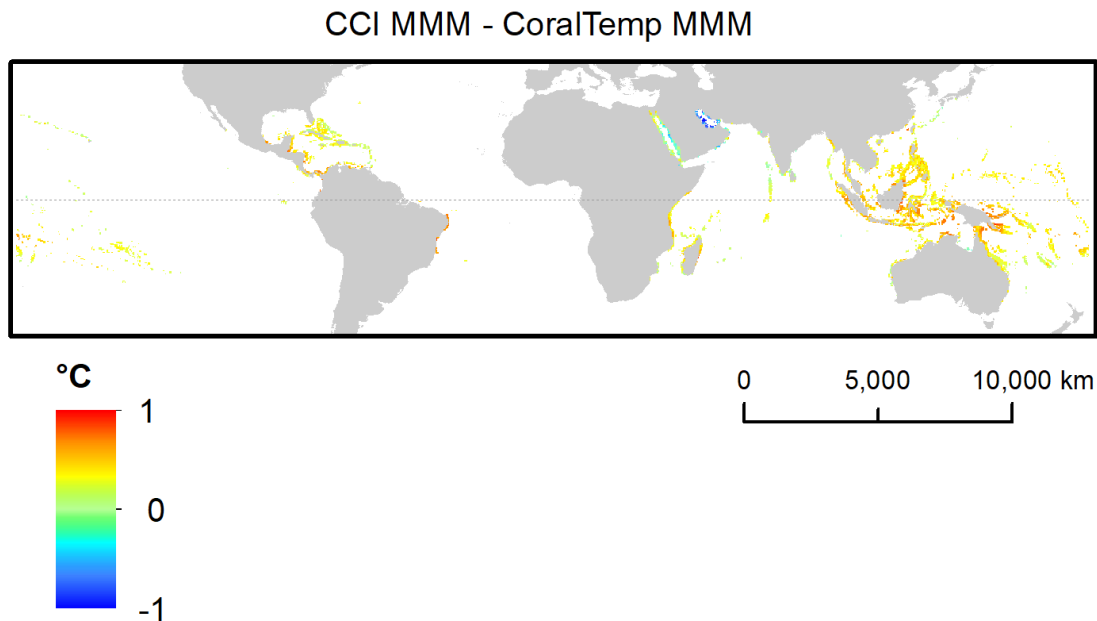 CCI MMM - CoralTemp MMM
°C
1
0
-1
0 5,000 10,000 km